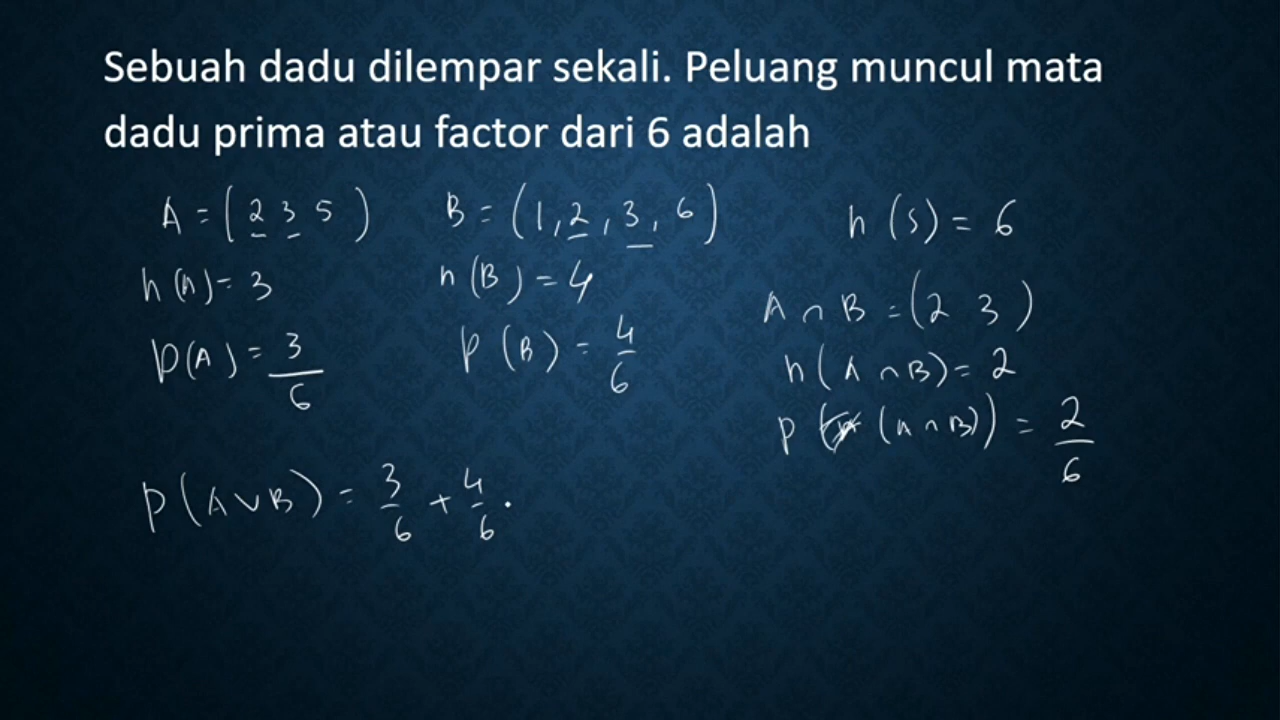 Sebuah dadu dilempar sekali. Peluang muncul mata
dadu prima atau factor dari 6 adalah
A = ( 2 3 5 )
n(A) = 3
P(A) = 3/6
B = ( 1, 2, 3, 6 )
n(B) = 4
P(B) = 4/6
n(S) = 6
A ∩ B = ( 2 3 )
n(A ∩ B) = 2
P((A ∩ B)) = 2/6
P(A ∪ B) = 3/6 + 4/6